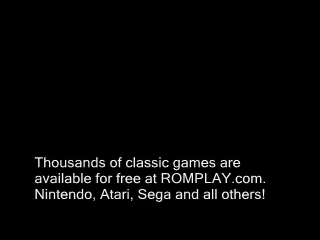 Thousands of classic games are
available for free at ROMPLAY.com.
Nintendo, Atari, Sega and all others!